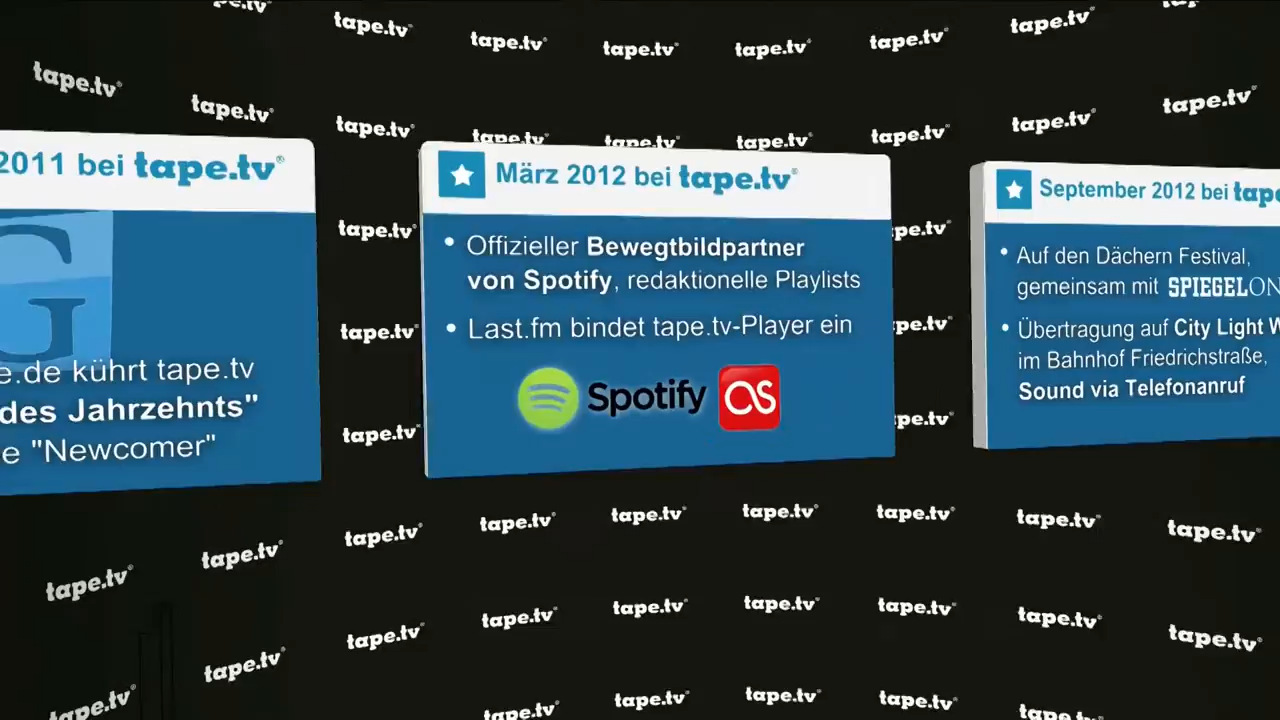 2011 bei tape.tv®
e.de kührt tape.tv
des Jahrzehnts"
e "Newcomer"
März 2012 bei tape.tv®
• Offizieller Bewegtbildpartner
von Spotify, redaktionelle Playlists
• Last.fm bindet tape.tv-Player ein
Spotify
September 2012 bei tape
• Auf den Dächern Festival,
gemeinsam mit SPIEGELON
• Übertragung auf City Light W
im Bahnhof Friedrichstraße,
Sound via Telefonanruf
tape.tv®